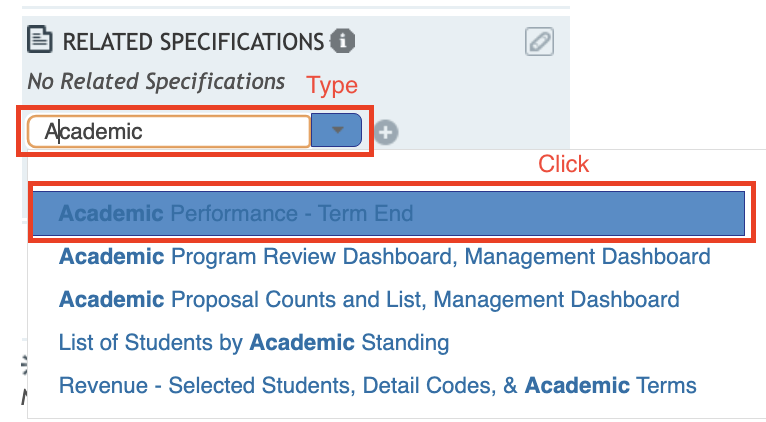 RELATED SPECIFICATIONS i
No Related Specifications Type
Academic
Click
Academic Performance - Term End
Academic Program Review Dashboard, Management Dashboard
Academic Proposal Counts and List, Management Dashboard
List of Students by Academic Standing
Revenue - Selected Students, Detail Codes, & Academic Terms